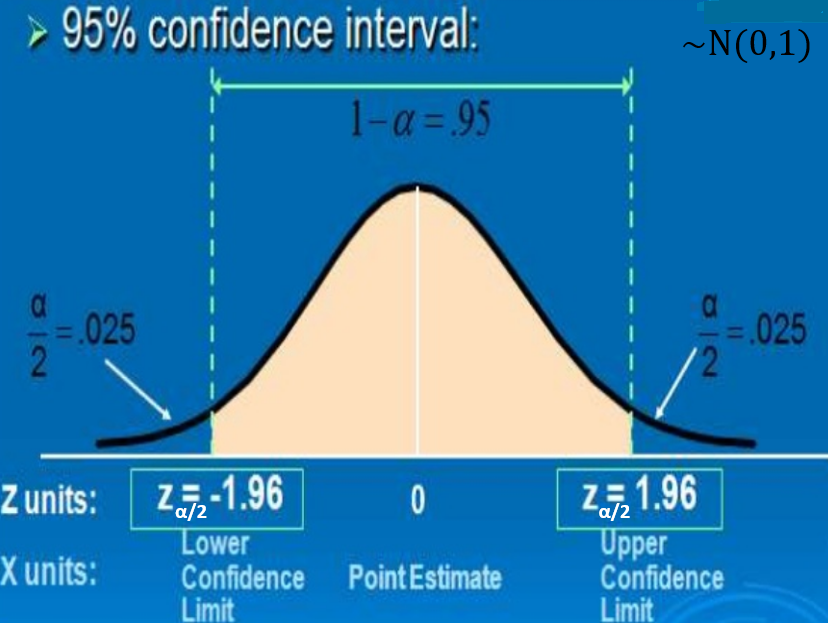 95% confidence interval:
~N(0,1)
1-α = .95
α/2 = .025
α/2 = .025
Z units:
zα/2 = -1.96
0
zα/2 = 1.96
X units:
Lower
Confidence
Limit
Point Estimate
Upper
Confidence
Limit